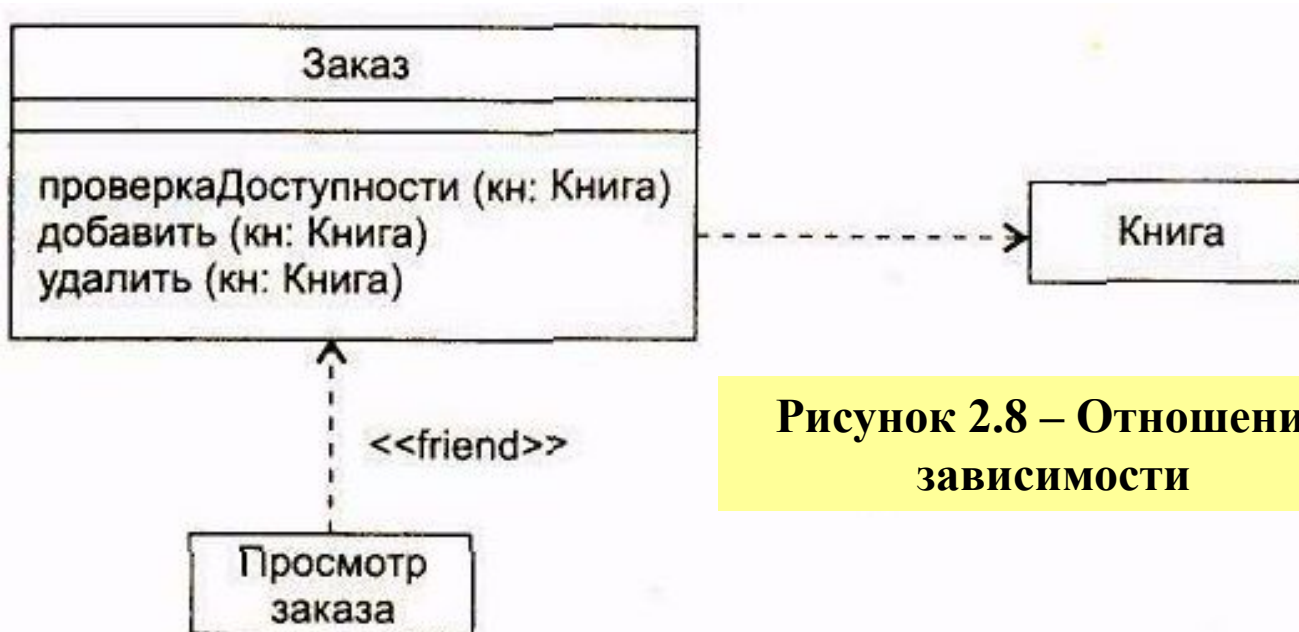 Заказ
проверкаДоступности (кн: Книга)
добавить (кн: Книга)
удалить (кн: Книга)
Книга
<<friend>>
Рисунок 2.8 – Отношени
зависимости
Просмотр
заказа